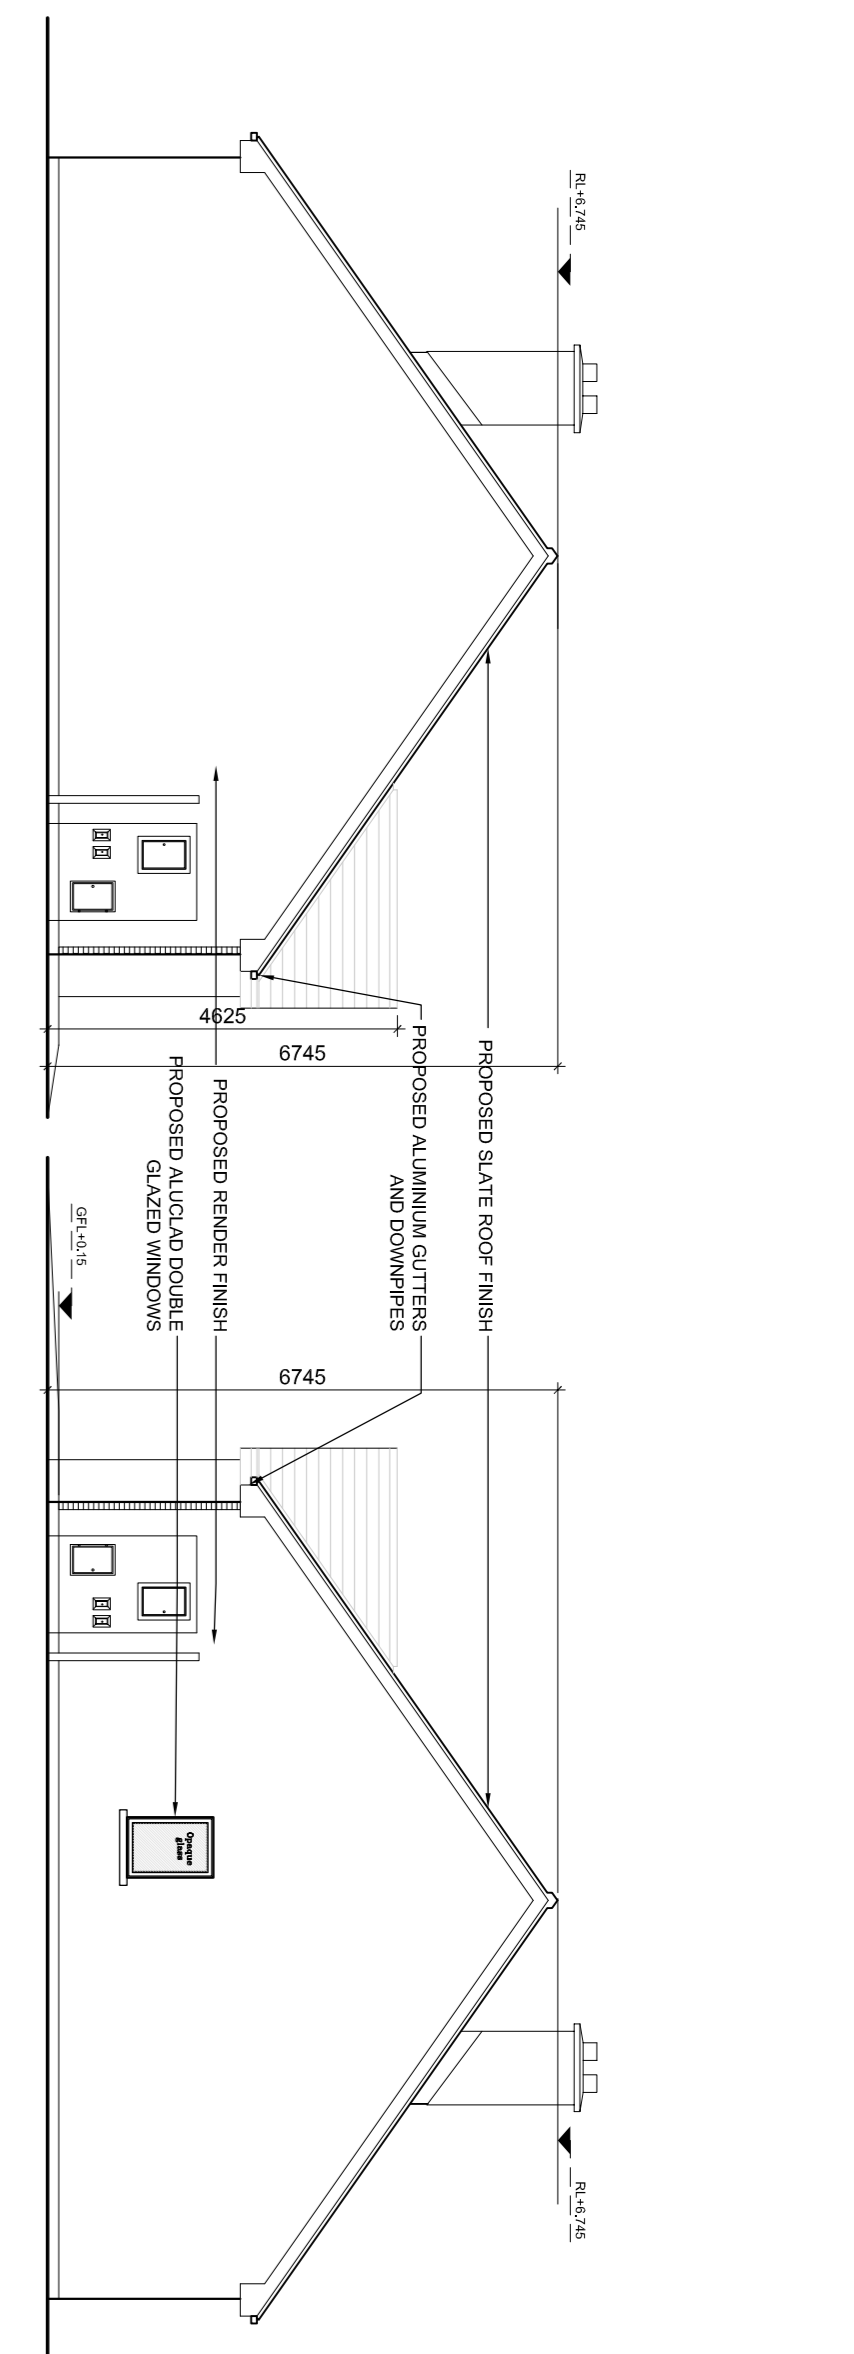 RL+6.745
RL+6.745
PROPOSED SLATE ROOF FINISH
PROPOSED ALUMINIUM GUTTERS
AND DOWNPIPES
4625
6745
6745
PROPOSED RENDER FINISH
PROPOSED ALUCLAD DOUBLE
GLAZED WINDOWS
Opaque
glass
GFL+0.15